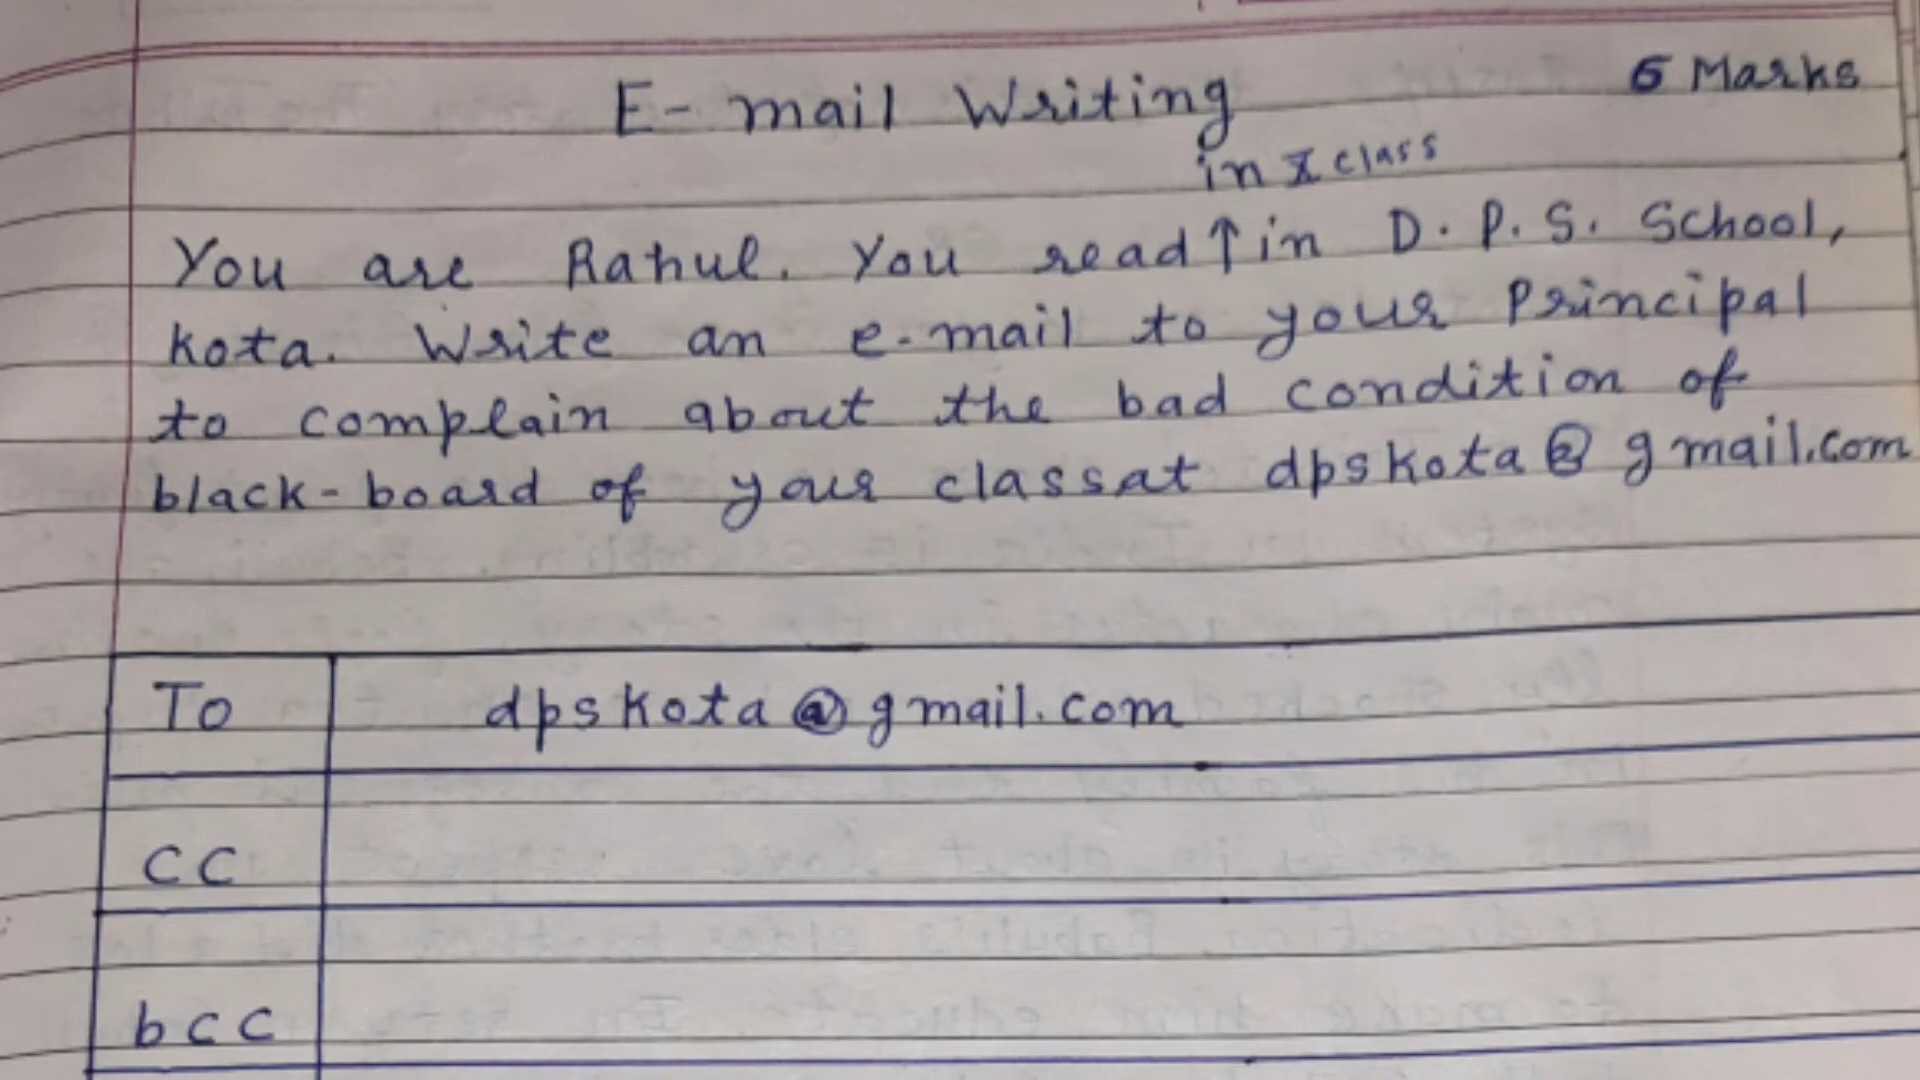 E- mail Writing
5 Marks
in X class
You are Rahul. You read ↑ in D.P.S. School,
Kota. Write an e-mail to your Principal
to complain about the bad condition of
black-board of your classat dpskota@gmail.com
To dpskota@gmail.com
CC
bcc